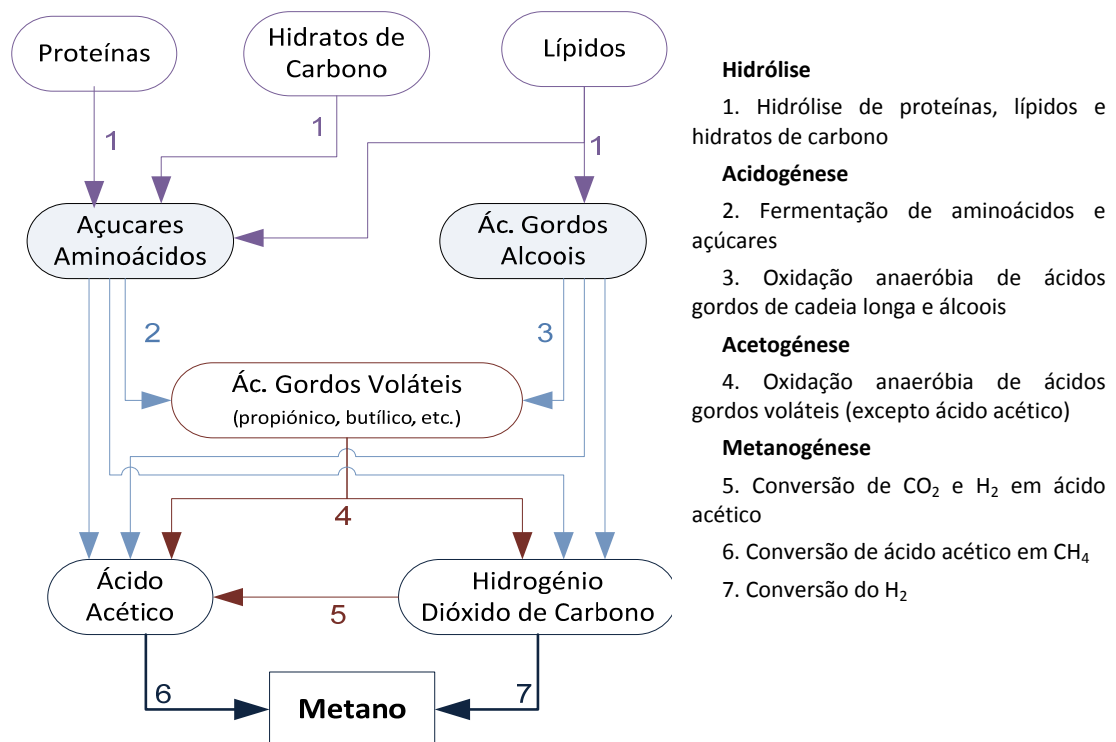 Proteínas
Hidratos de
Carbono
Lípidos
1
1
1
Açucares
Aminoácidos
Ác. Gordos
Alcoois
2
3
Ác. Gordos Voláteis
(propiónico, butílico, etc.)
4
Ácido
Acético
Hidrogénio
Dióxido de Carbono
5
6
7
Metano
Hidrólise
1. Hidrólise de proteínas, lípidos e
hidratos de carbono
Acidogénese
2. Fermentação de aminoácidos e
açúcares
3. Oxidação anaeróbia de ácidos
gordos de cadeia longa e álcoois
Acetogénese
4. Oxidação anaeróbia de ácidos
gordos voláteis (excepto ácido acético)
Metanogénese
5. Conversão de CO₂ e H₂ em ácido
acético
6. Conversão de ácido acético em CH₄
7. Conversão do H₂